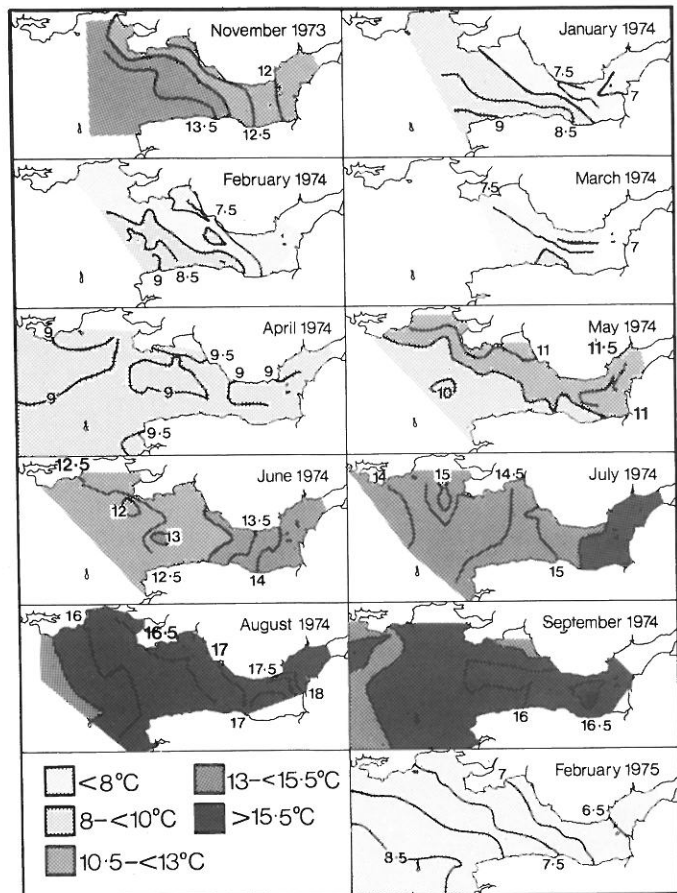 November 1973
12
13·5
12·5
January 1974
7.5
7
9
8·5
February 1974
7·5
9
8·5
March 1974
7·5
7
April 1974
9
9·5
9
9
9
9
9·5
May 1974
11
11·5
10
11
June 1974
12·5
12
13
13·5
12·5
14
July 1974
14
15
14·5
15
August 1974
16
16·5
17
17·5
18
17
September 1974
16
16·5
<8°C
13–<15·5°C
8–<10°C
>15·5°C
10·5–<13°C
February 1975
7
6·5
8·5
7·5